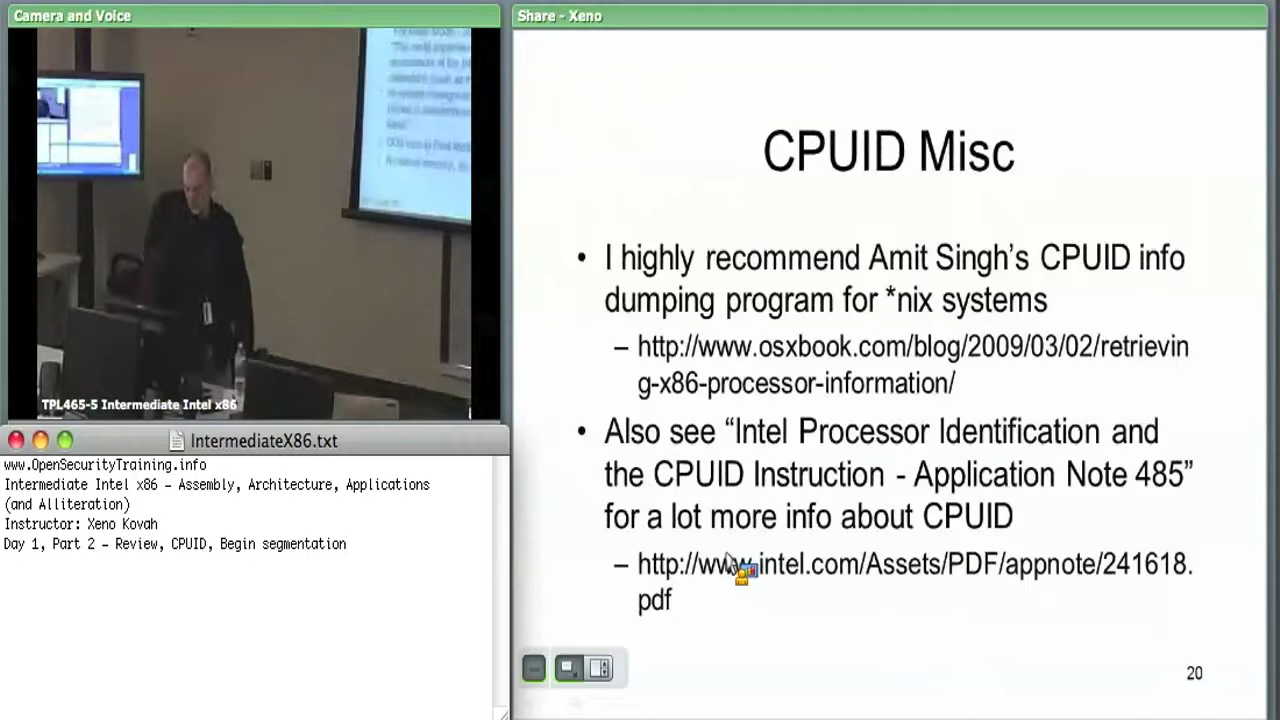 Camera and Voice
TPL465-5 Intermediate Intel x86
IntermediateX86.txt
www.OpenSecurityTraining.info
Intermediate Intel x86 – Assembly, Architecture, Applications
(and Alliteration)
Instructor: Xeno Kovah
Day 1, Part 2 – Review, CPUID, Begin segmentation
Share - Xeno
CPUID Misc
• I highly recommend Amit Singh's CPUID info
dumping program for *nix systems
– http://www.osxbook.com/blog/2009/03/02/retrievin
g-x86-processor-information/
• Also see “Intel Processor Identification and
the CPUID Instruction - Application Note 485”
for a lot more info about CPUID
– http://www.intel.com/Assets/PDF/appnote/241618.
pdf
20